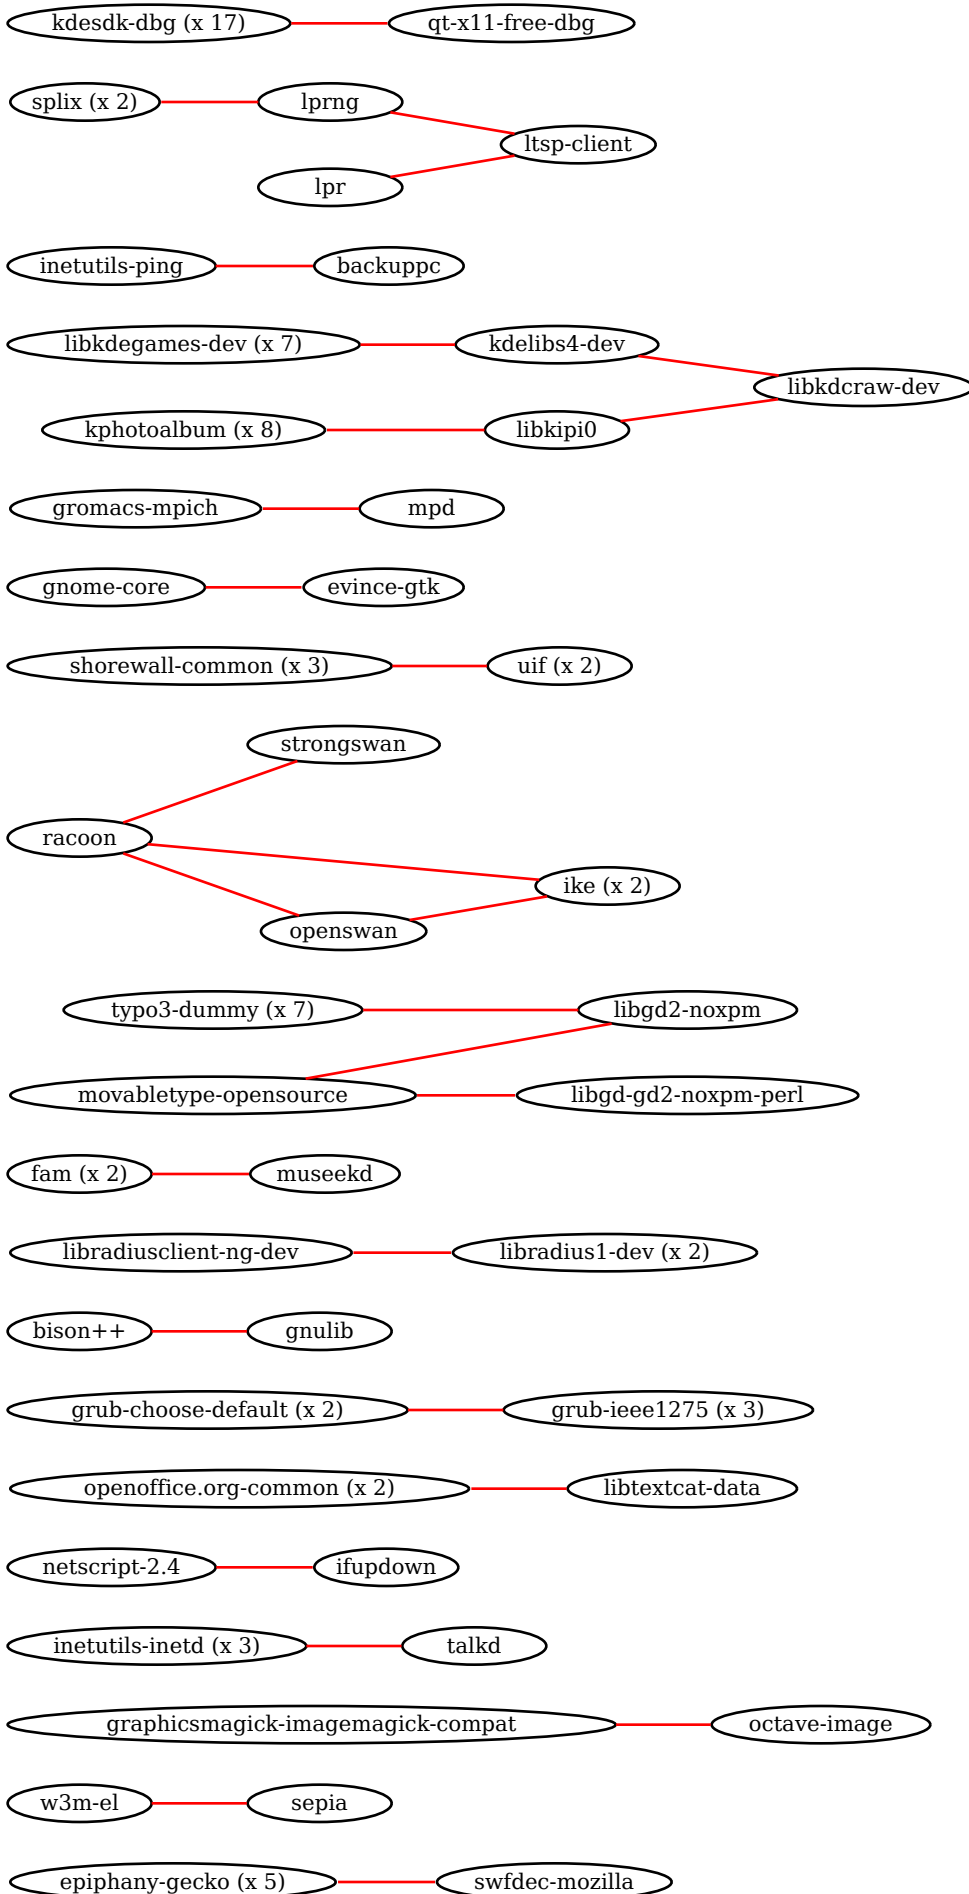 kdesdk-dbg (x 17) qt-x11-free-dbg
splix (x 2) lprng
ltsp-client
lpr
inetutils-ping backuppc
libkdegames-dev (x 7) kdelibs4-dev
libkdcraw-dev
kphotoalbum (x 8) libkipi0
gromacs-mpich mpd
gnome-core evince-gtk
shorewall-common (x 3) uif (x 2)
strongswan
racoon
ike (x 2)
openswan
typo3-dummy (x 7) libgd2-noxpm
movabletype-opensource libgd-gd2-noxpm-perl
fam (x 2) museekd
libradiusclient-ng-dev libradius1-dev (x 2)
bison++ gnulib
grub-choose-default (x 2) grub-ieee1275 (x 3)
openoffice.org-common (x 2) libtextcat-data
netscript-2.4 ifupdown
inetutils-inetd (x 3) talkd
graphicsmagick-imagemagick-compat octave-image
w3m-el sepia
epiphany-gecko (x 5) swfdec-mozilla